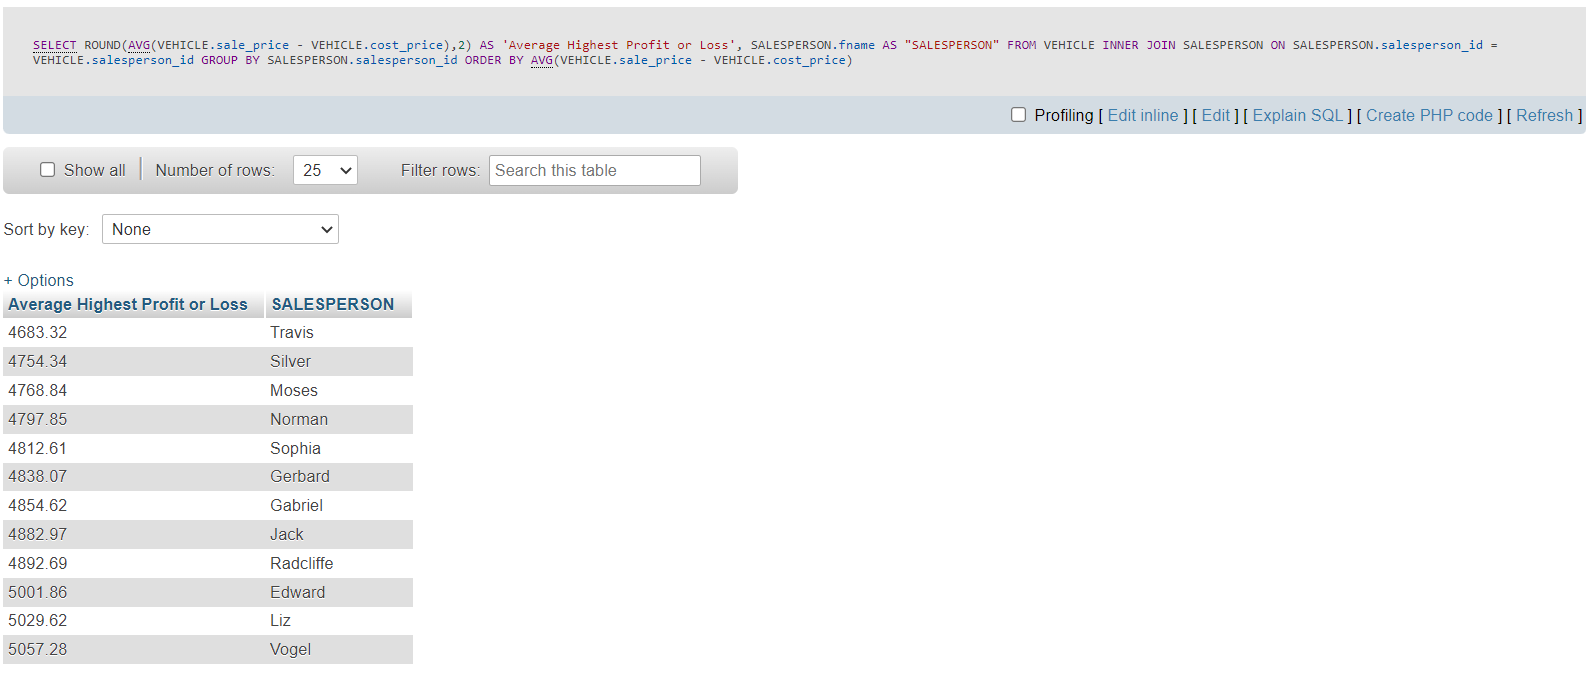 SELECT ROUND(AVG(VEHICLE.sale_price - VEHICLE.cost_price),2) AS 'Average Highest Profit or Loss', SALESPERSON.fname AS "SALESPERSON" FROM VEHICLE INNER JOIN SALESPERSON ON SALESPERSON.salesperson_id =
VEHICLE.salesperson_id GROUP BY SALESPERSON.salesperson_id ORDER BY AVG(VEHICLE.sale_price - VEHICLE.cost_price)
Profiling [ Edit inline ] [ Edit ] [ Explain SQL ] [ Create PHP code ] [ Refresh ]
Show all Number of rows: 25 Filter rows: Search this table
Sort by key: None
+ Options
Average Highest Profit or Loss SALESPERSON
4683.32 Travis
4754.34 Silver
4768.84 Moses
4797.85 Norman
4812.61 Sophia
4838.07 Gerbard
4854.62 Gabriel
4882.97 Jack
4892.69 Radcliffe
5001.86 Edward
5029.62 Liz
5057.28 Vogel